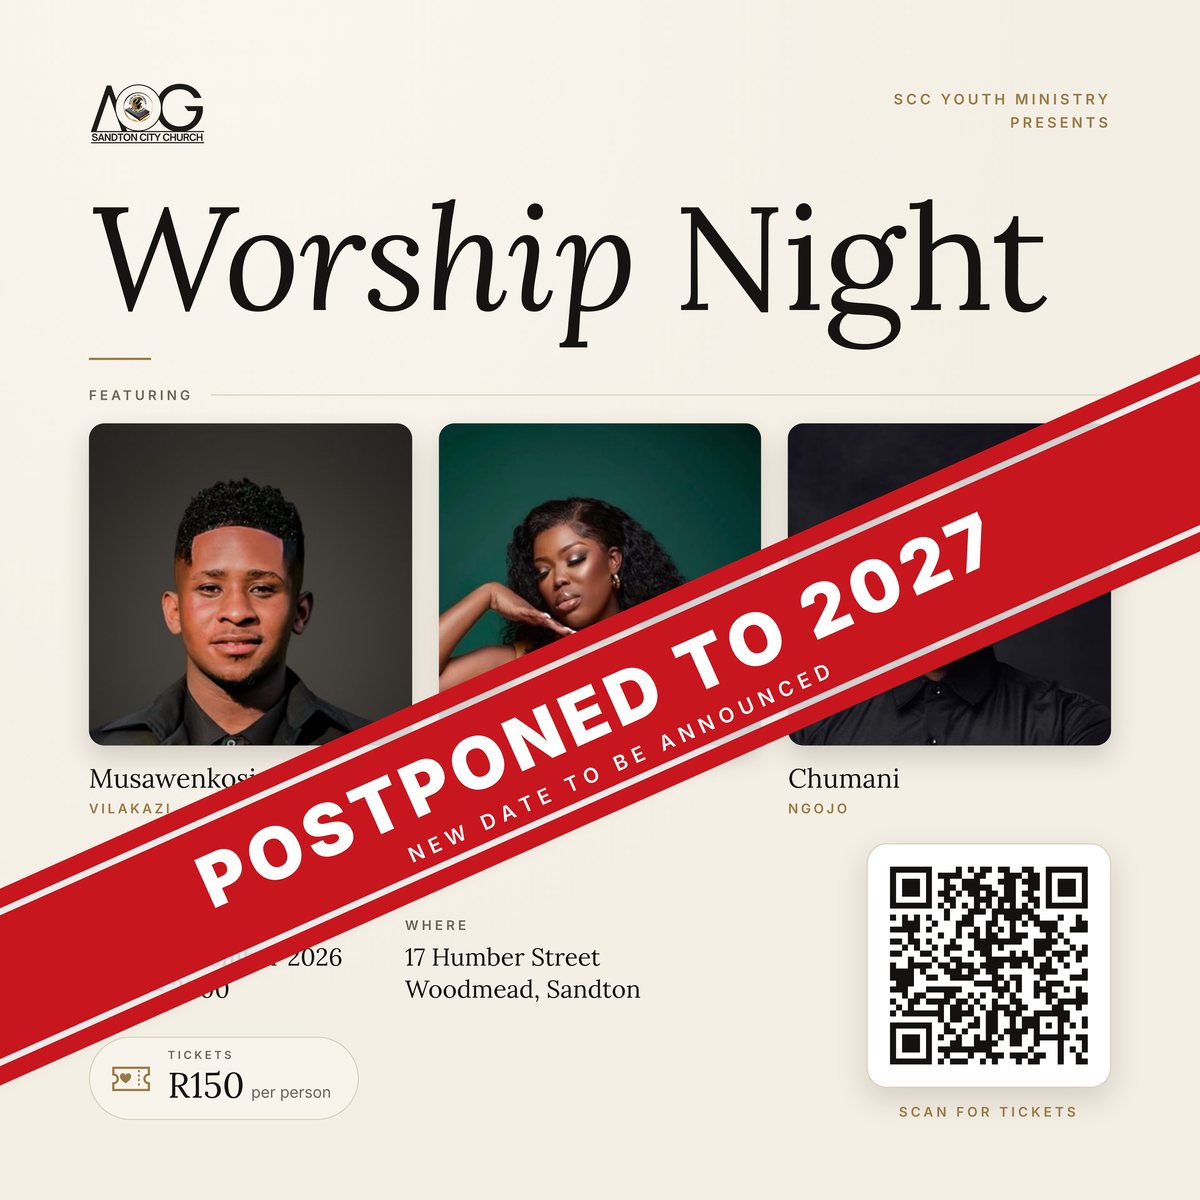 AOG
SANDTON CITY CHURCH
SCC YOUTH MINISTRY
PRESENTS
Worship Night
FEATURING
Musawenkosi
VILAKAZI
Chumani
NGOJO
POSTPONED TO 2027
NEW DATE TO BE ANNOUNCED
2026
WHERE
17 Humber Street
Woodmead, Sandton
TICKETS
R150 per person
SCAN FOR TICKETS